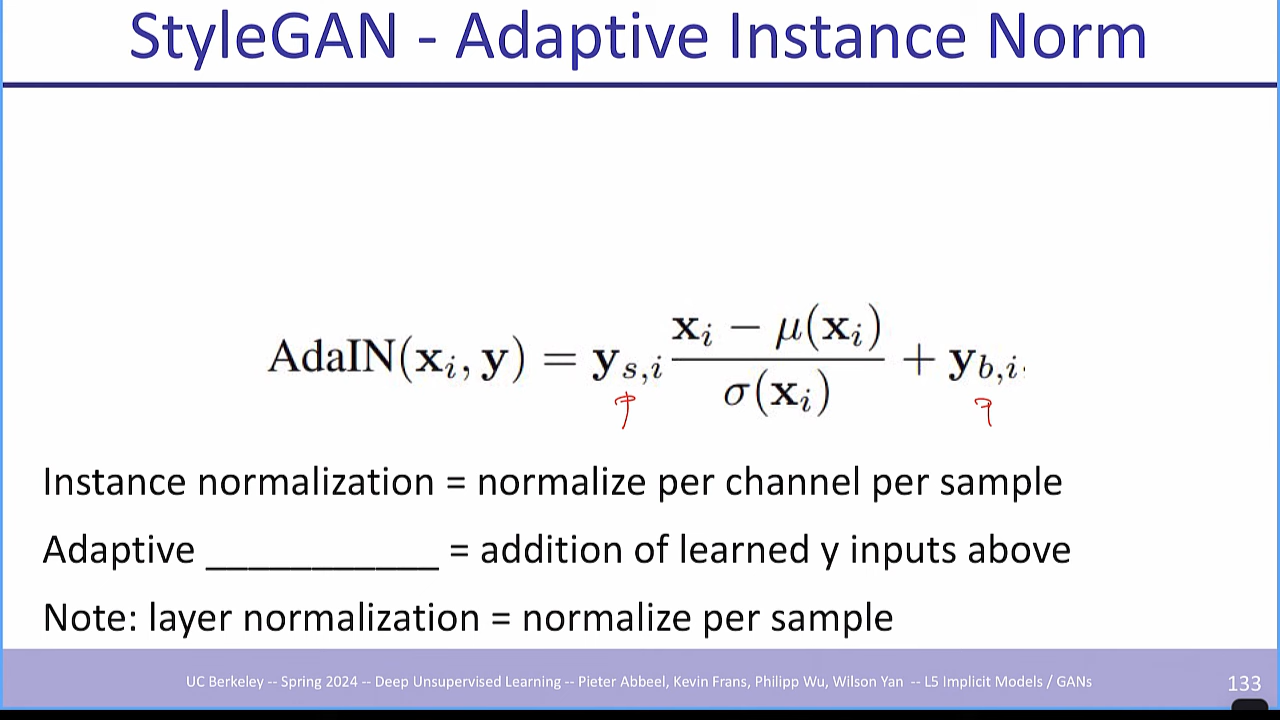 StyleGAN - Adaptive Instance Norm
AdaIN(x_i, y) = y_{s,i} \frac{x_i − μ(x_i)}{σ(x_i)} + y_{b,i}.
Instance normalization = normalize per channel per sample
Adaptive ___________ = addition of learned y inputs above
Note: layer normalization = normalize per sample
UC Berkeley -- Spring 2024 -- Deep Unsupervised Learning -- Pieter Abbeel, Kevin Frans, Philipp Wu, Wilson Yan -- L5 Implicit Models / GANs
133